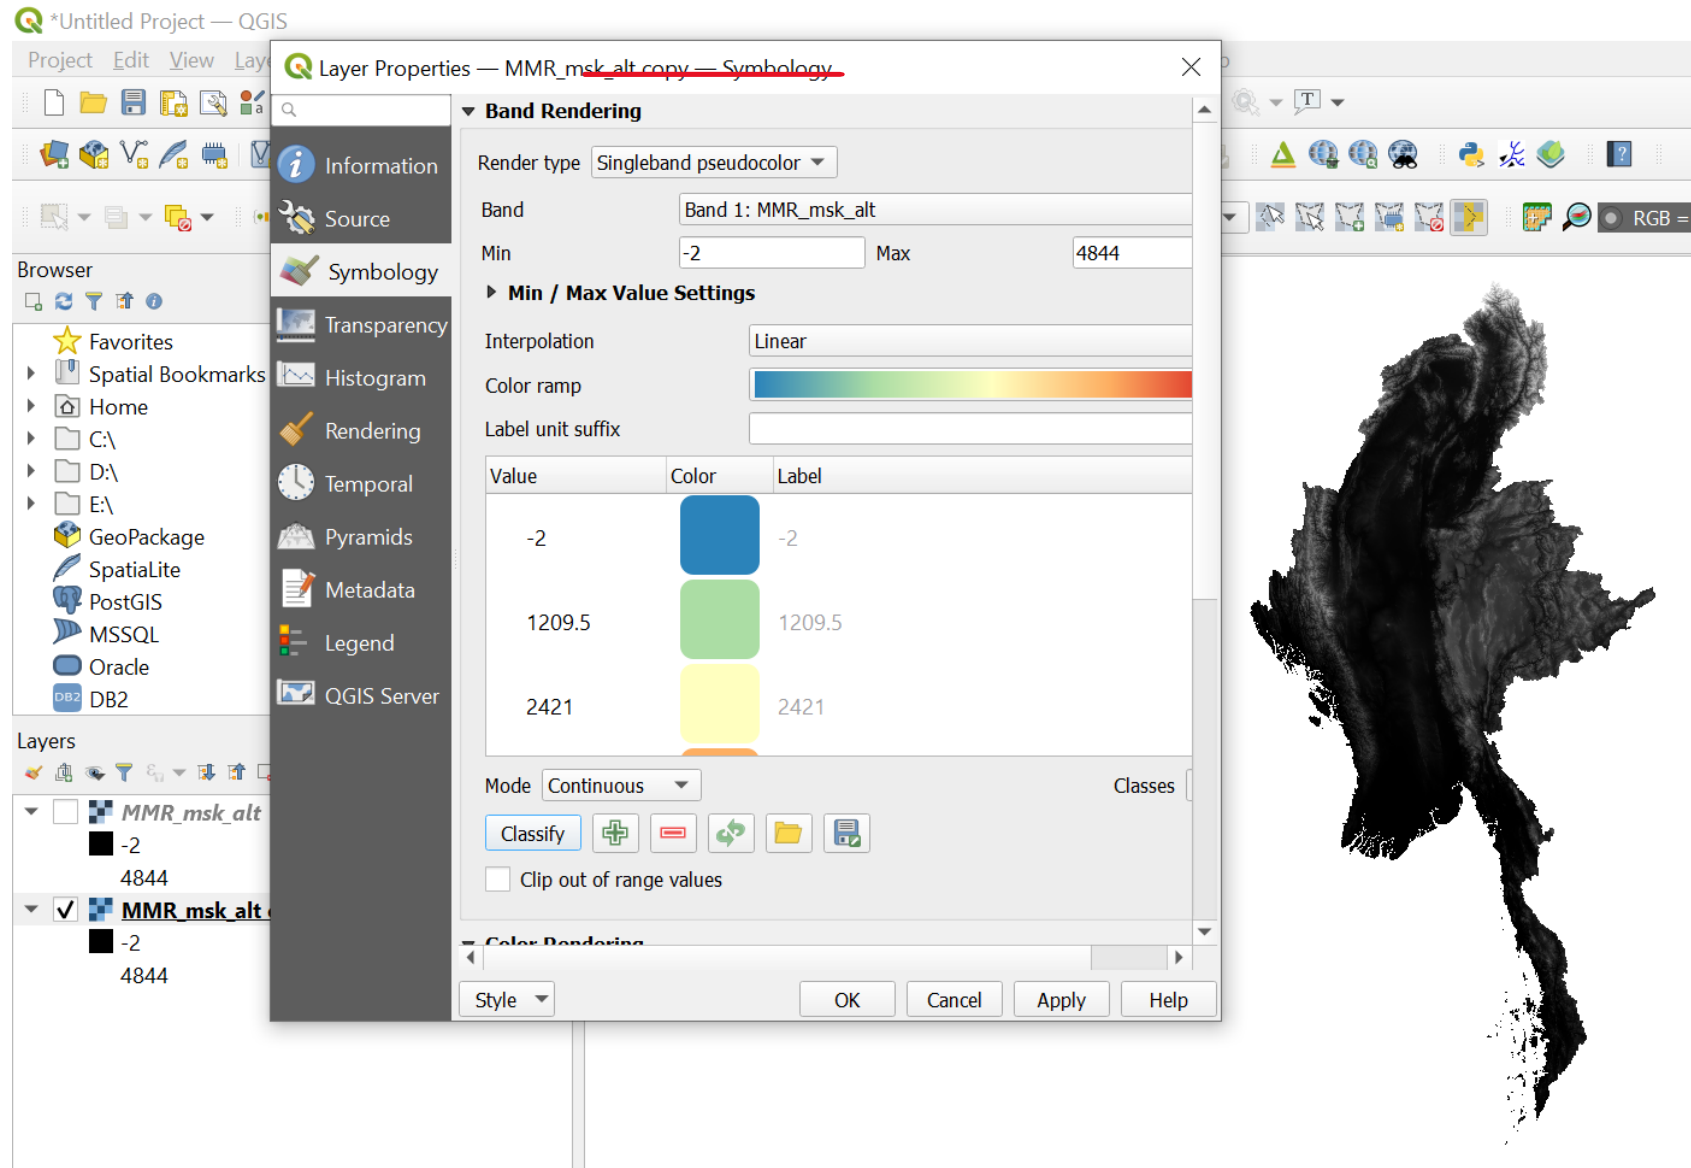 *Untitled Project — QGIS
Project Edit View Laye
Layer Properties — MMR_msk_alt copy — Symbology
Information
Source
Symbology
Transparency
Histogram
Rendering
Temporal
Pyramids
Metadata
Legend
QGIS Server
Band Rendering
Render type Singleband pseudocolor
Band Band 1: MMR_msk_alt
Min -2 Max 4844
Min / Max Value Settings
Interpolation Linear
Color ramp
Label unit suffix
Value Color Label
-2 -2
1209.5 1209.5
2421 2421
Mode Continuous Classes
Classify
Clip out of range values
Color Rendering
Style OK Cancel Apply Help
T
RGB =
Browser
Favorites
Spatial Bookmarks
Home
C:\
D:\
E:\
GeoPackage
SpatiaLite
PostGIS
MSSQL
Oracle
DB2 DB2
Layers
MMR_msk_alt
-2
4844
MMR_msk_alt
-2
4844